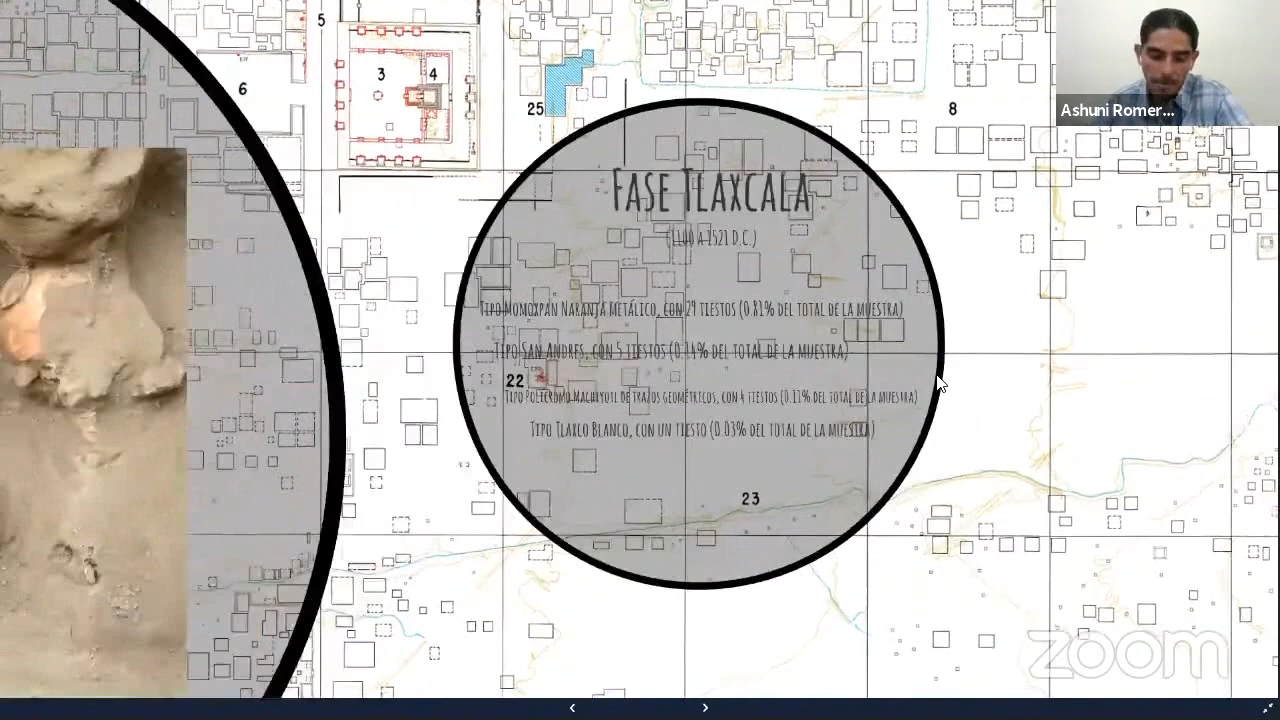 5
3
4
6
25
8
Ashuni Romer...
Fase Tlaxcala
(1100 a 1521 d.C.)
Tipo Monoxpan Naranja Metálico, con 29 tiestos (0.81% del total de la muestra)
Tipo San Andres, con 5 tiestos (0.14% del total de la muestra)
22
Tipo Policromo Machiyotl de trazos geométricos, con 4 tiestos (0.11% del total de la muestra)
Tipo Tlaxco Blanco, con un tiesto (0.03% del total de la muestra)
23
zoom